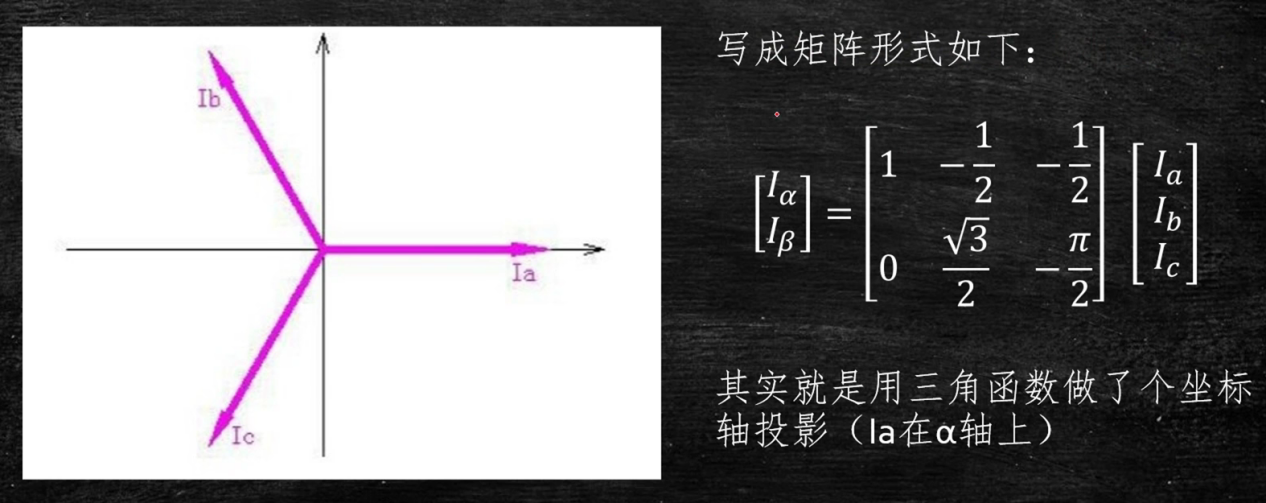 写成矩阵形式如下：
Ib
Ia
Ic
[Iα Iβ] = [1 −1/2 −1/2; 0 √3/2 −π/2] [Ia Ib Ic]
其实就是用三角函数做了个坐标
轴投影（Ia在α轴上）